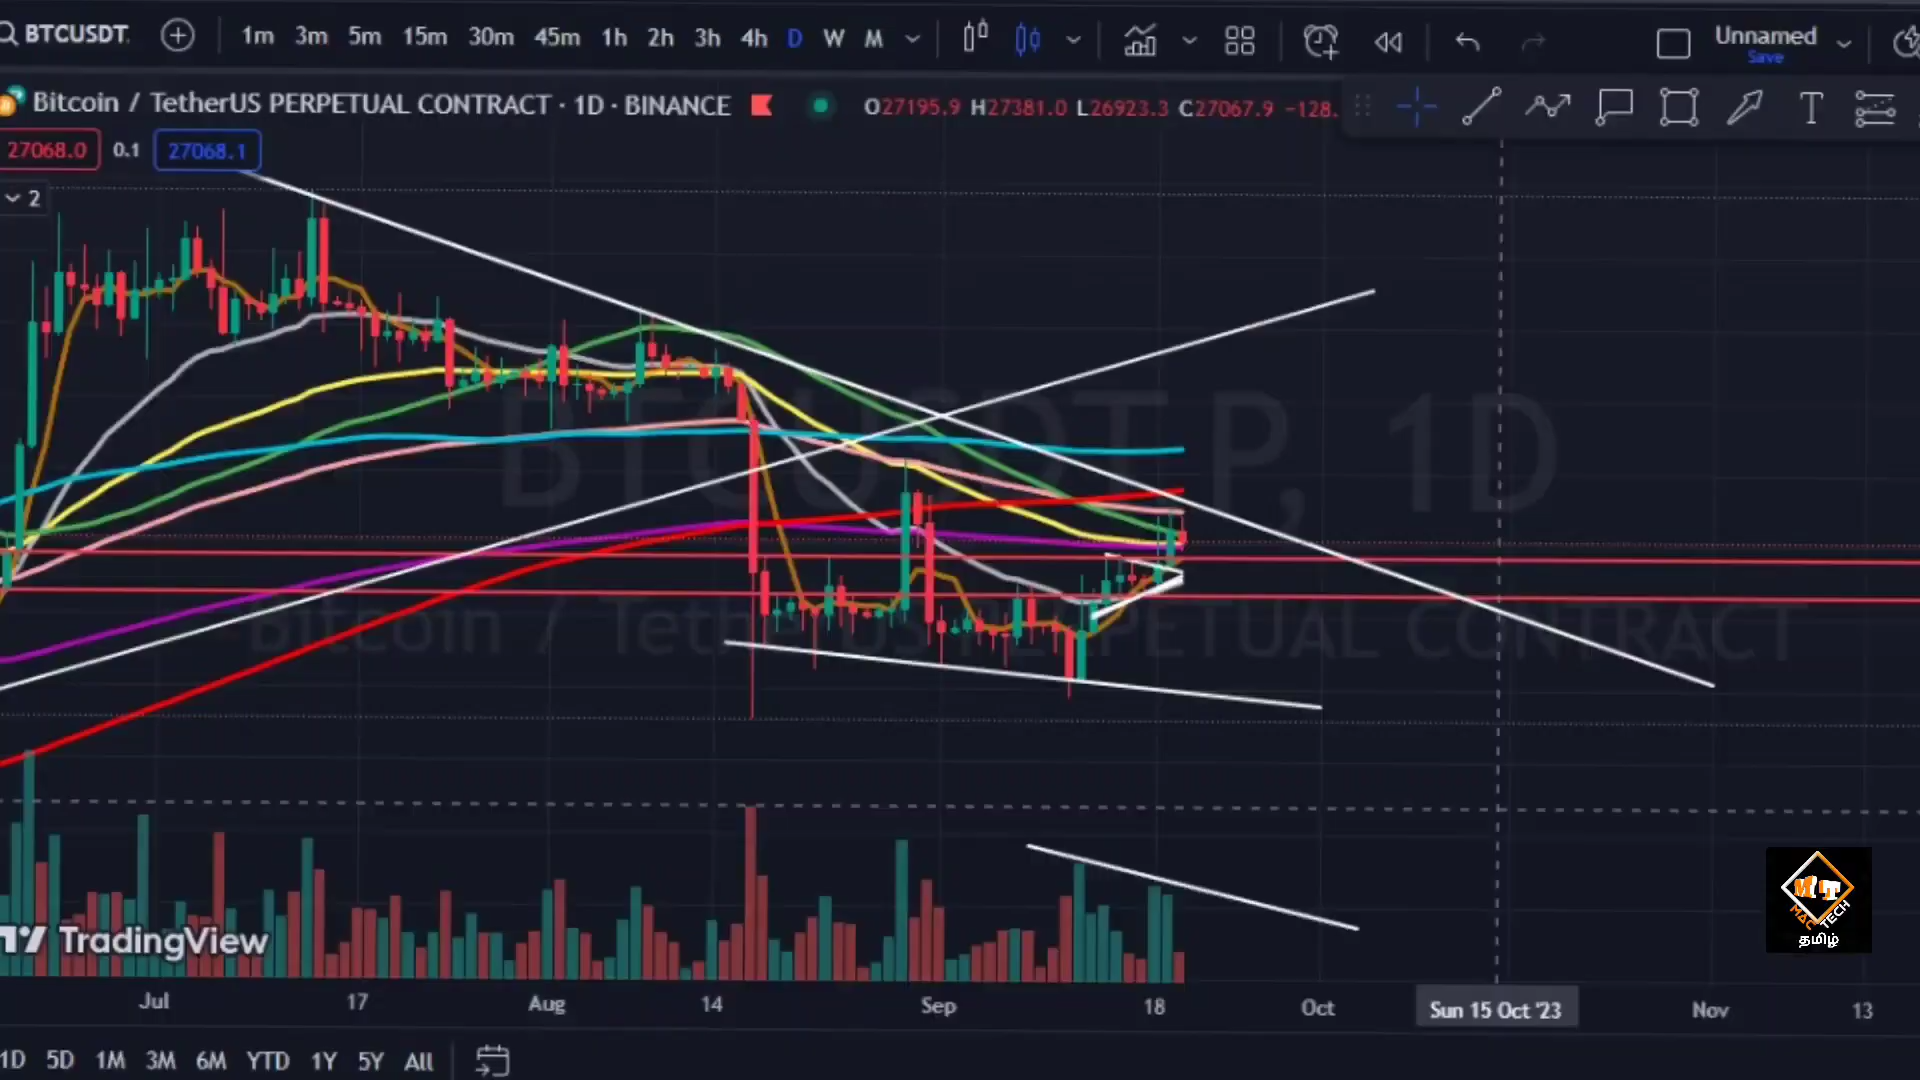 BTCUSDT.
1m 3m 5m 15m 30m 45m 1h 2h 3h 4h D W M
Unnamed
Save
Bitcoin / TetherUS PERPETUAL CONTRACT · 1D · BINANCE
O27195.9 H27381.0 L26923.3 C27067.9 −128.
T
27068.0 0.1 27068.1
2
BTCUSDT.P, 1D
Bitcoin / TetherUS PERPETUAL CONTRACT
MT
MAC TECH
தமிழ்
TradingView
Jul 17 Aug 14 Sep 18 Oct Sun 15 Oct '23 Nov 13
1D 5D 1M 3M 6M YTD 1Y 5Y All